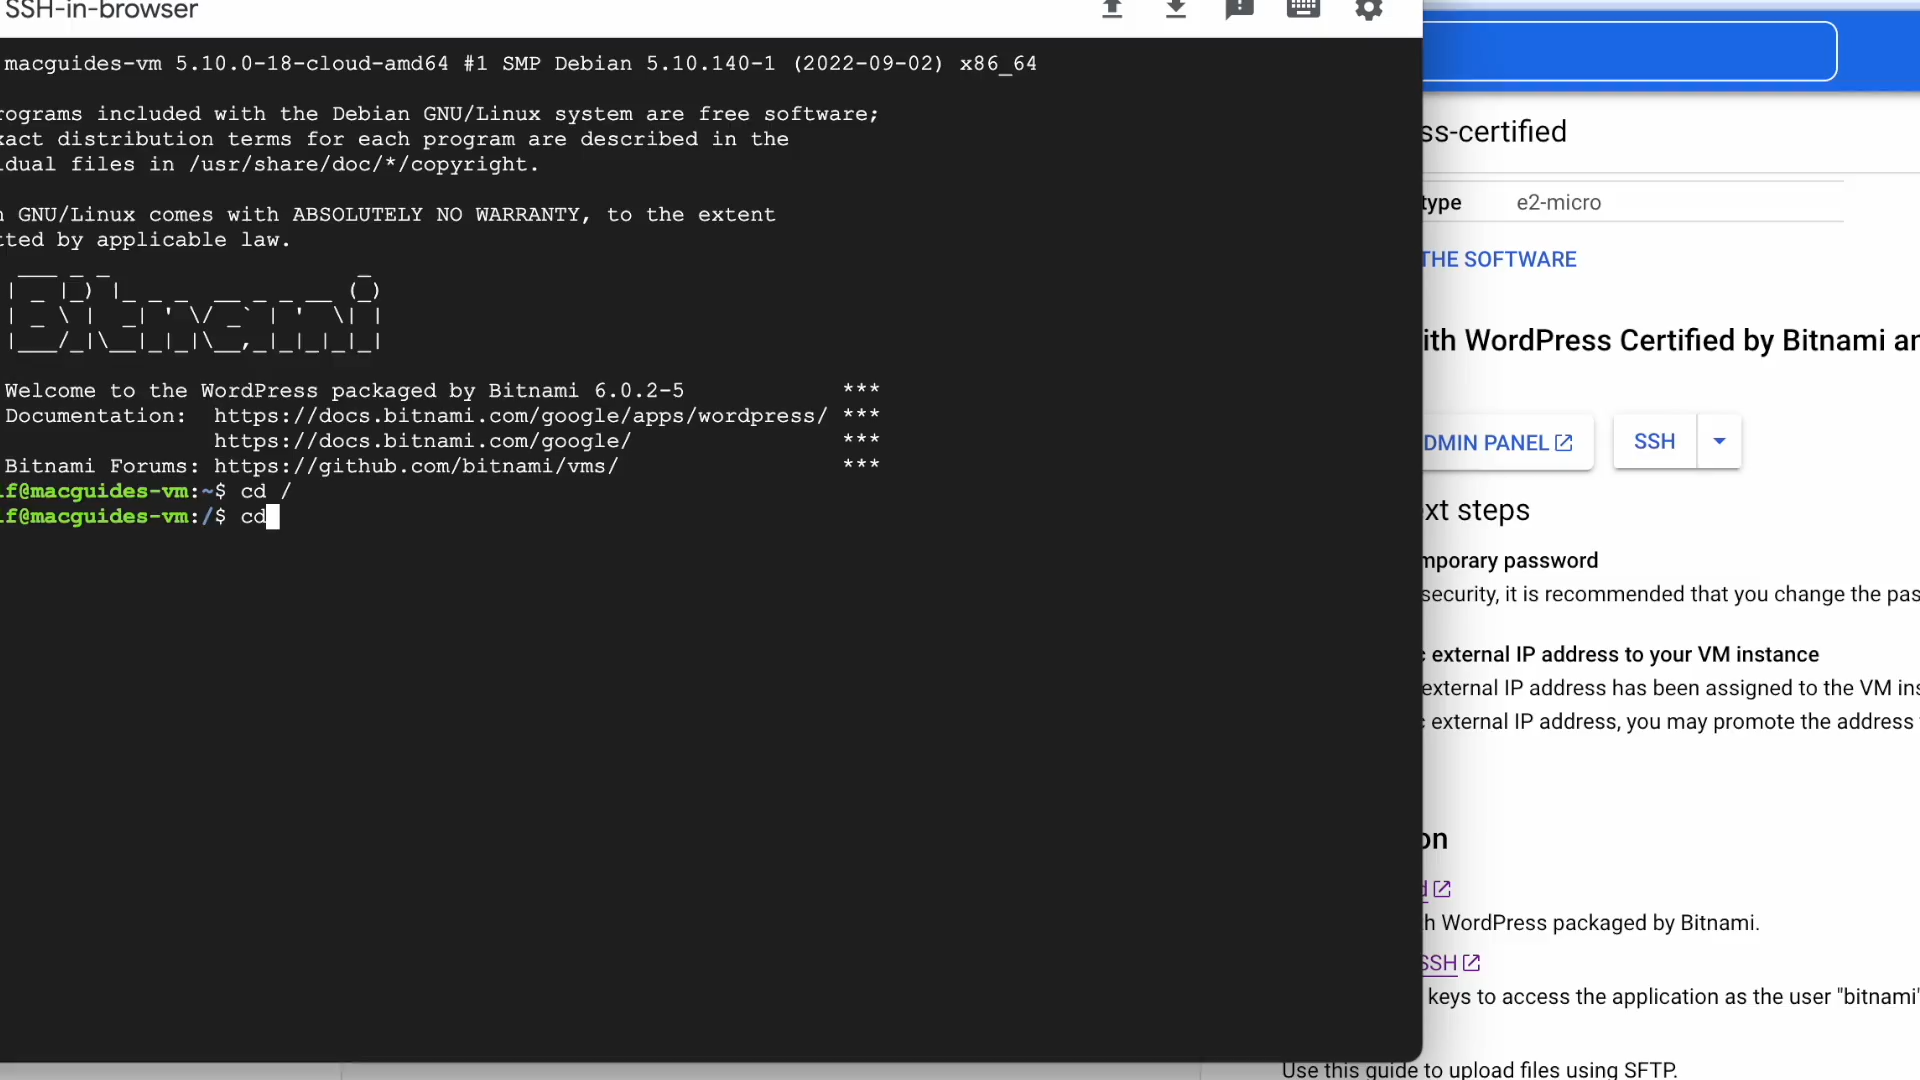 SSH-in-browser
macguides-vm 5.10.0-18-cloud-amd64 #1 SMP Debian 5.10.140-1 (2022-09-02) x86_64
rograms included with the Debian GNU/Linux system are free software;
xact distribution terms for each program are described in the
dual files in /usr/share/doc/*/copyright.
GNU/Linux comes with ABSOLUTELY NO WARRANTY, to the extent
tted by applicable law.
Bitnami
Welcome to the WordPress packaged by Bitnami 6.0.2-5 ***
Documentation: https://docs.bitnami.com/google/apps/wordpress/ ***
https://docs.bitnami.com/google/ ***
Bitnami Forums: https://github.com/bitnami/vms/ ***
f@macguides-vm:~$ cd /
f@macguides-vm:/$ cd
ss-certified
type e2-micro
THE SOFTWARE
ith WordPress Certified by Bitnami an
DMIN PANEL
SSH
xt steps
mporary password
security, it is recommended that you change the pas
external IP address to your VM instance
external IP address has been assigned to the VM ins
external IP address, you may promote the address
on
d
h WordPress packaged by Bitnami.
SSH
keys to access the application as the user "bitnami"
Use this guide to upload files using SFTP.